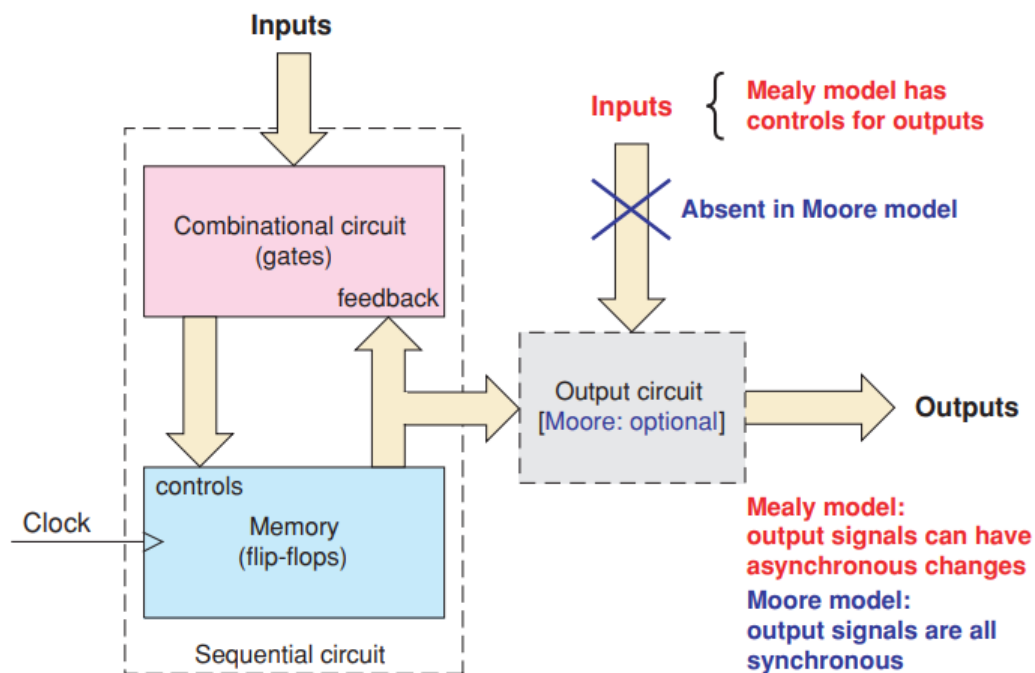 Inputs
Inputs
{
Mealy model has
controls for outputs
Absent in Moore model
Combinational circuit
(gates)
feedback
Output circuit
[Moore: optional]
Outputs
controls
Memory
(flip-flops)
Clock
Sequential circuit
Mealy model:
output signals can have
asynchronous changes
Moore model:
output signals are all
synchronous